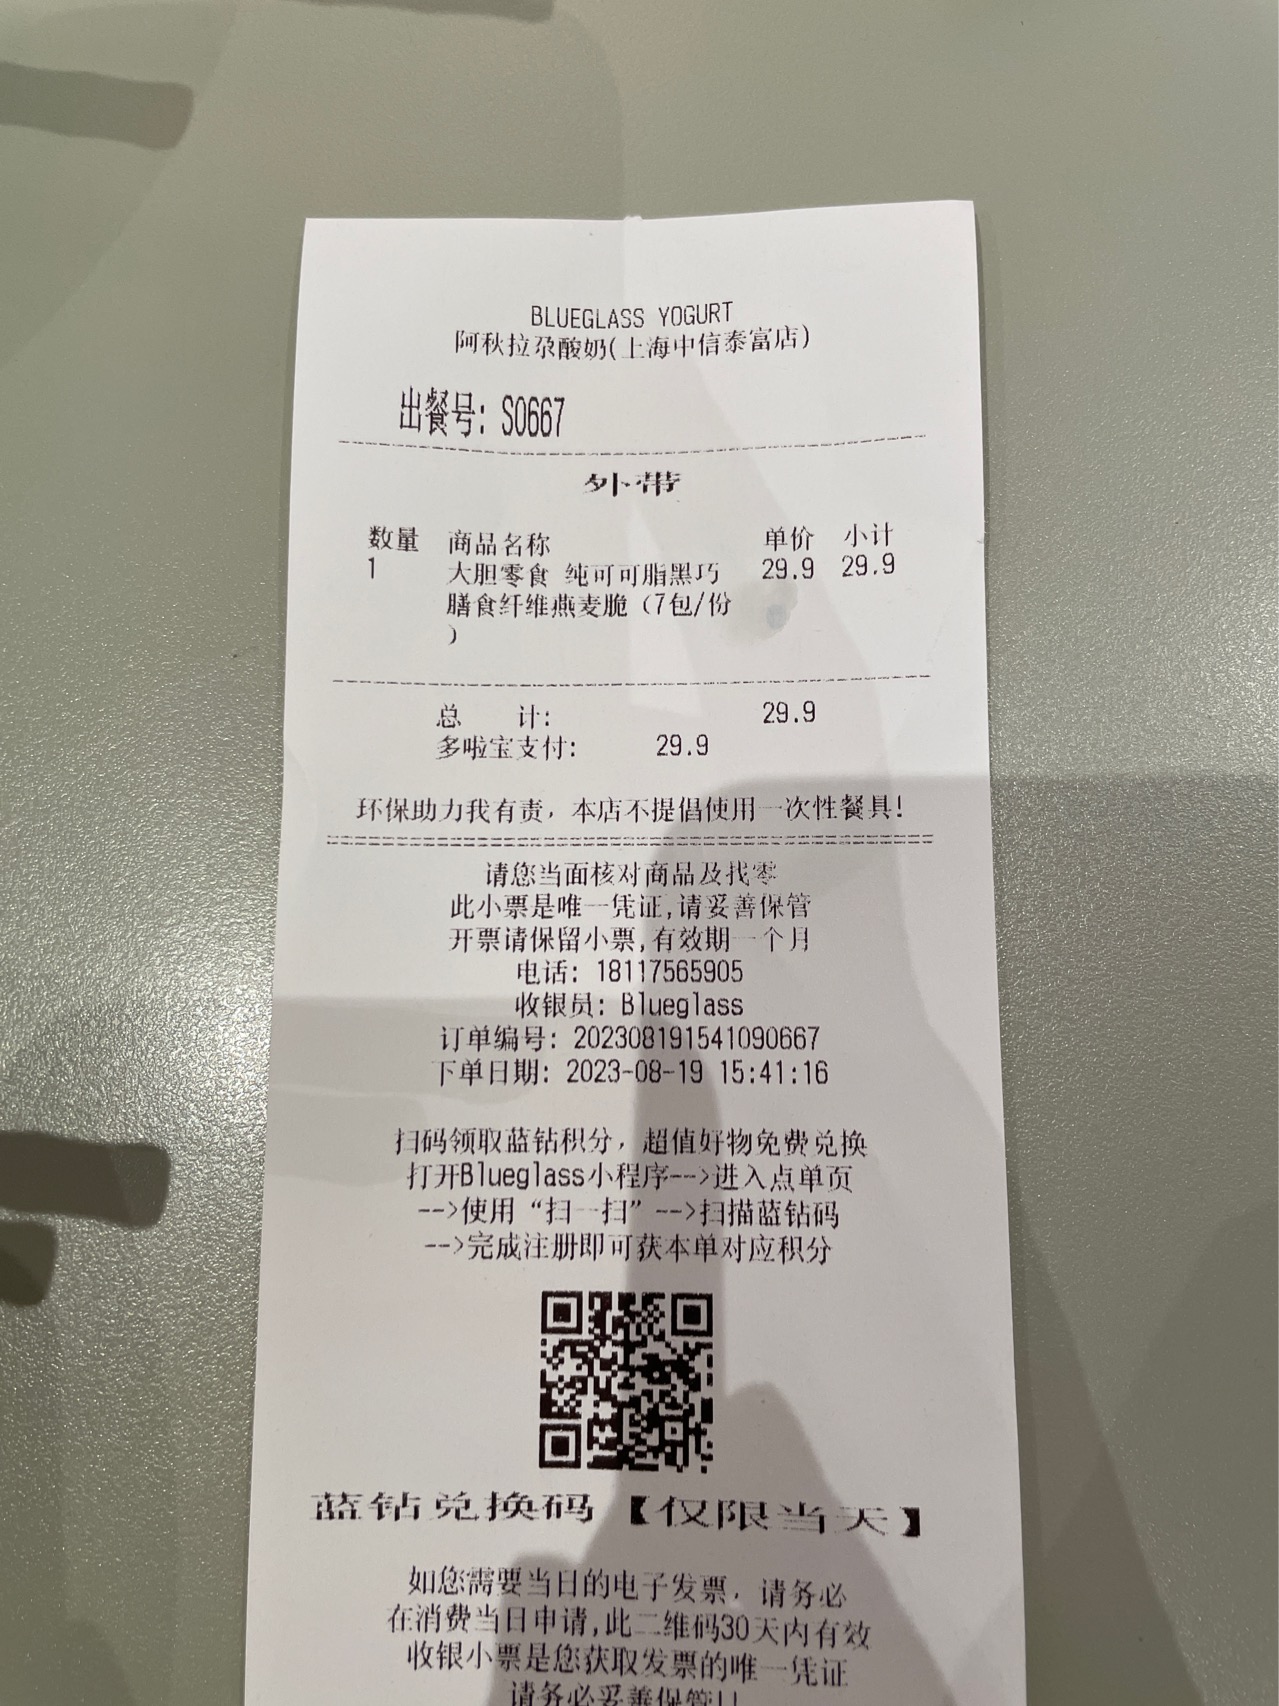 BLUEGLASS YOGURT
阿秋拉尕酸奶(上海中信泰富店)
出餐号: S0667
外带
数量 商品名称 单价 小计
1 大胆零食 纯可可脂黑巧 29.9 29.9
膳食纤维燕麦脆（7包/份
）
总 计: 29.9
多啦宝支付: 29.9
环保助力我有责，本店不提倡使用一次性餐具!
请您当面核对商品及找零
此小票是唯一凭证,请妥善保管
开票请保留小票,有效期一个月
电话: 18117565905
收银员: Blueglass
订单编号: 202308191541090667
下单日期: 2023-08-19 15:41:16
扫码领取蓝钻积分，超值好物免费兑换
打开Blueglass小程序-->进入点单页
-->使用“扫一扫”-->扫描蓝钻码
-->完成注册即可获本单对应积分
蓝钻兑换码【仅限当天】
如您需要当日的电子发票，请务必
在消费当日申请,此二维码30天内有效
收银小票是您获取发票的唯一凭证
请务必妥善保管!!